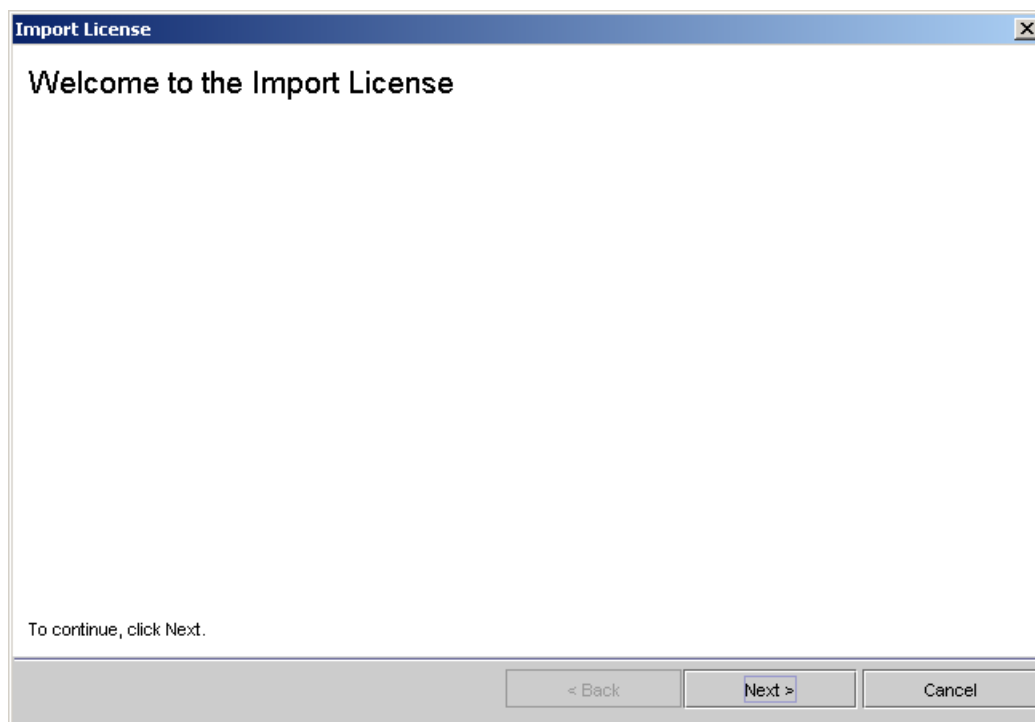 Import License
Welcome to the Import License
To continue, click Next.
< Back
Next >
Cancel